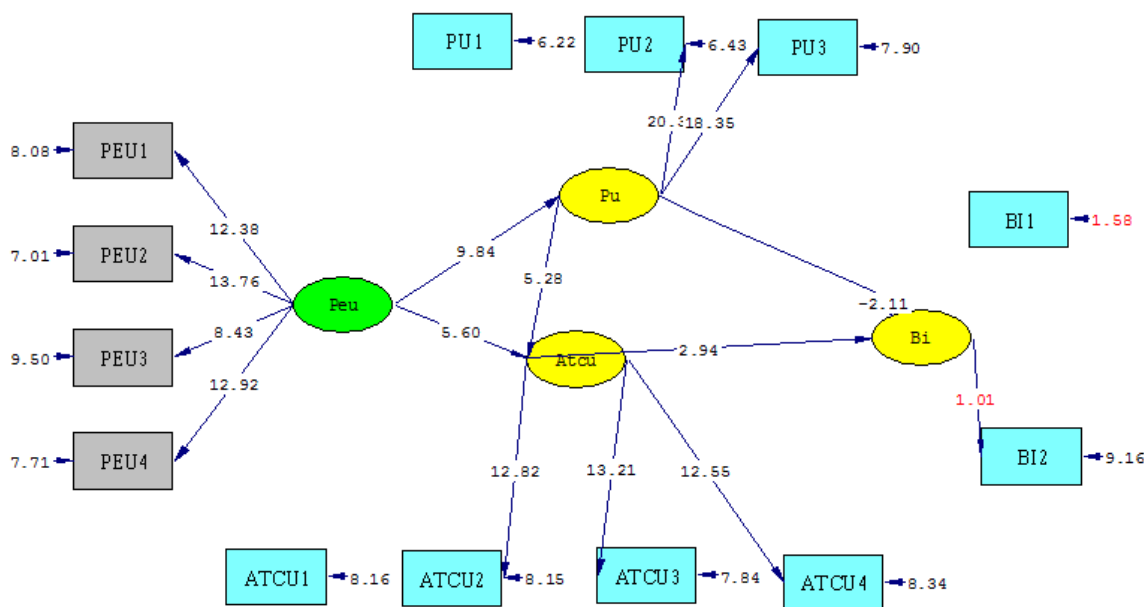 PU1
6.22
PU2
6.43
PU3
7.90
18.35
8.08
PEU1
12.38
7.01
PEU2
13.76
9.50
PEU3
8.43
7.71
PEU4
12.92
Peu
9.84
5.60
Pu
5.28
-2.11
Atcu
2.94
Bi
BI1
1.58
1.01
BI2
9.16
12.82
13.21
12.55
ATCU1
8.16
ATCU2
8.15
ATCU3
7.84
ATCU4
8.34